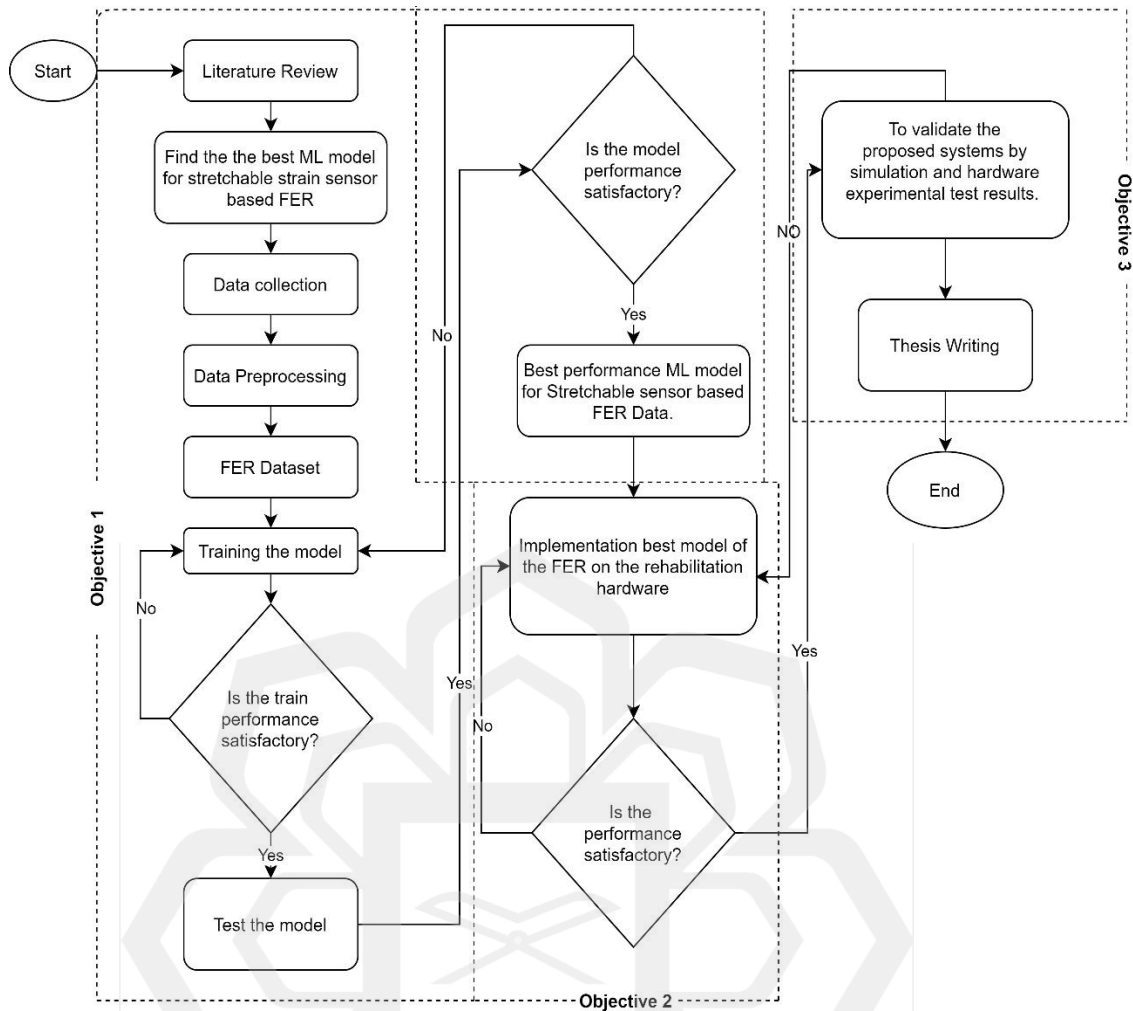 Start
Literature Review
Find the the best ML model
for stretchable strain sensor
based FER
Data collection
Data Preprocessing
FER Dataset
Training the model
No
Is the train
performance
satisfactory?
Yes
Test the model
Objective 1
Yes
No
Is the model
performance
satisfactory?
Yes
Best performance ML model
for Stretchable sensor based
FER Data.
Implementation best model of
the FER on the rehabilitation
hardware
No
Is the
performance
satisfactory?
Yes
Objective 2
NO
To validate the
proposed systems by
simulation and hardware
experimental test results.
Thesis Writing
End
Objective 3